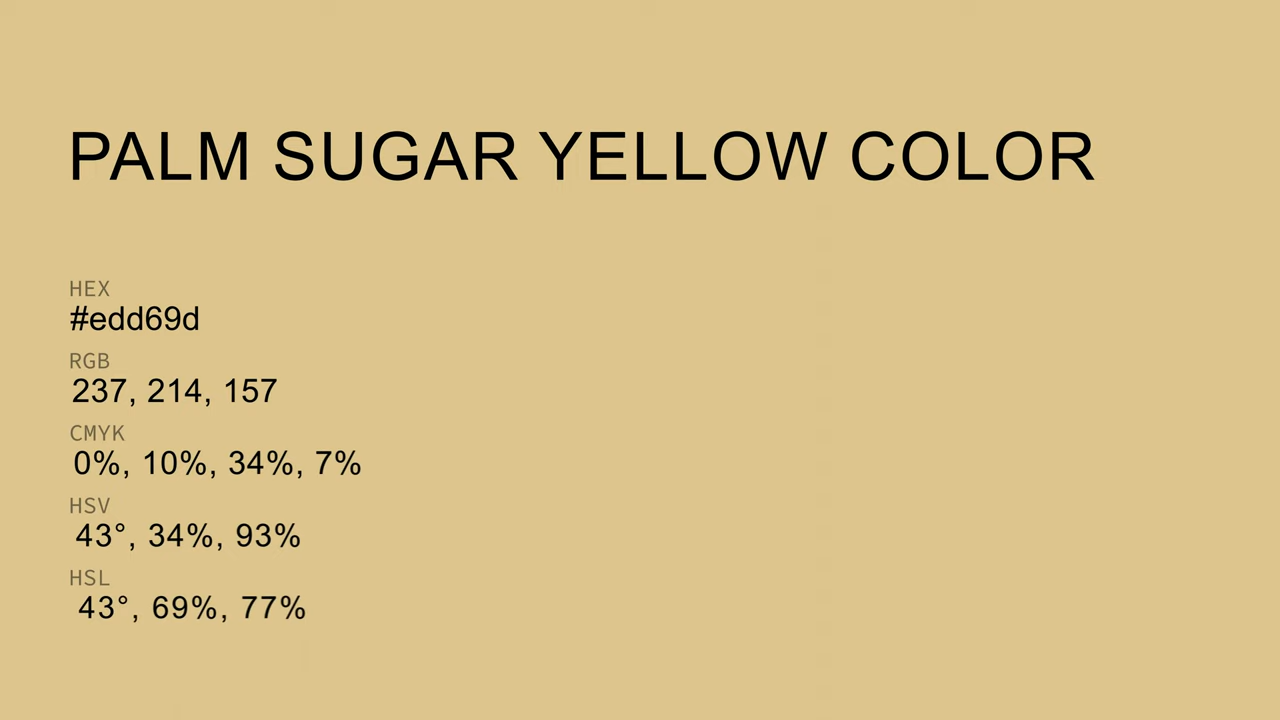 PALM SUGAR YELLOW COLOR
HEX
#edd69d
RGB
237, 214, 157
CMYK
0%, 10%, 34%, 7%
HSV
43°, 34%, 93%
HSL
43°, 69%, 77%